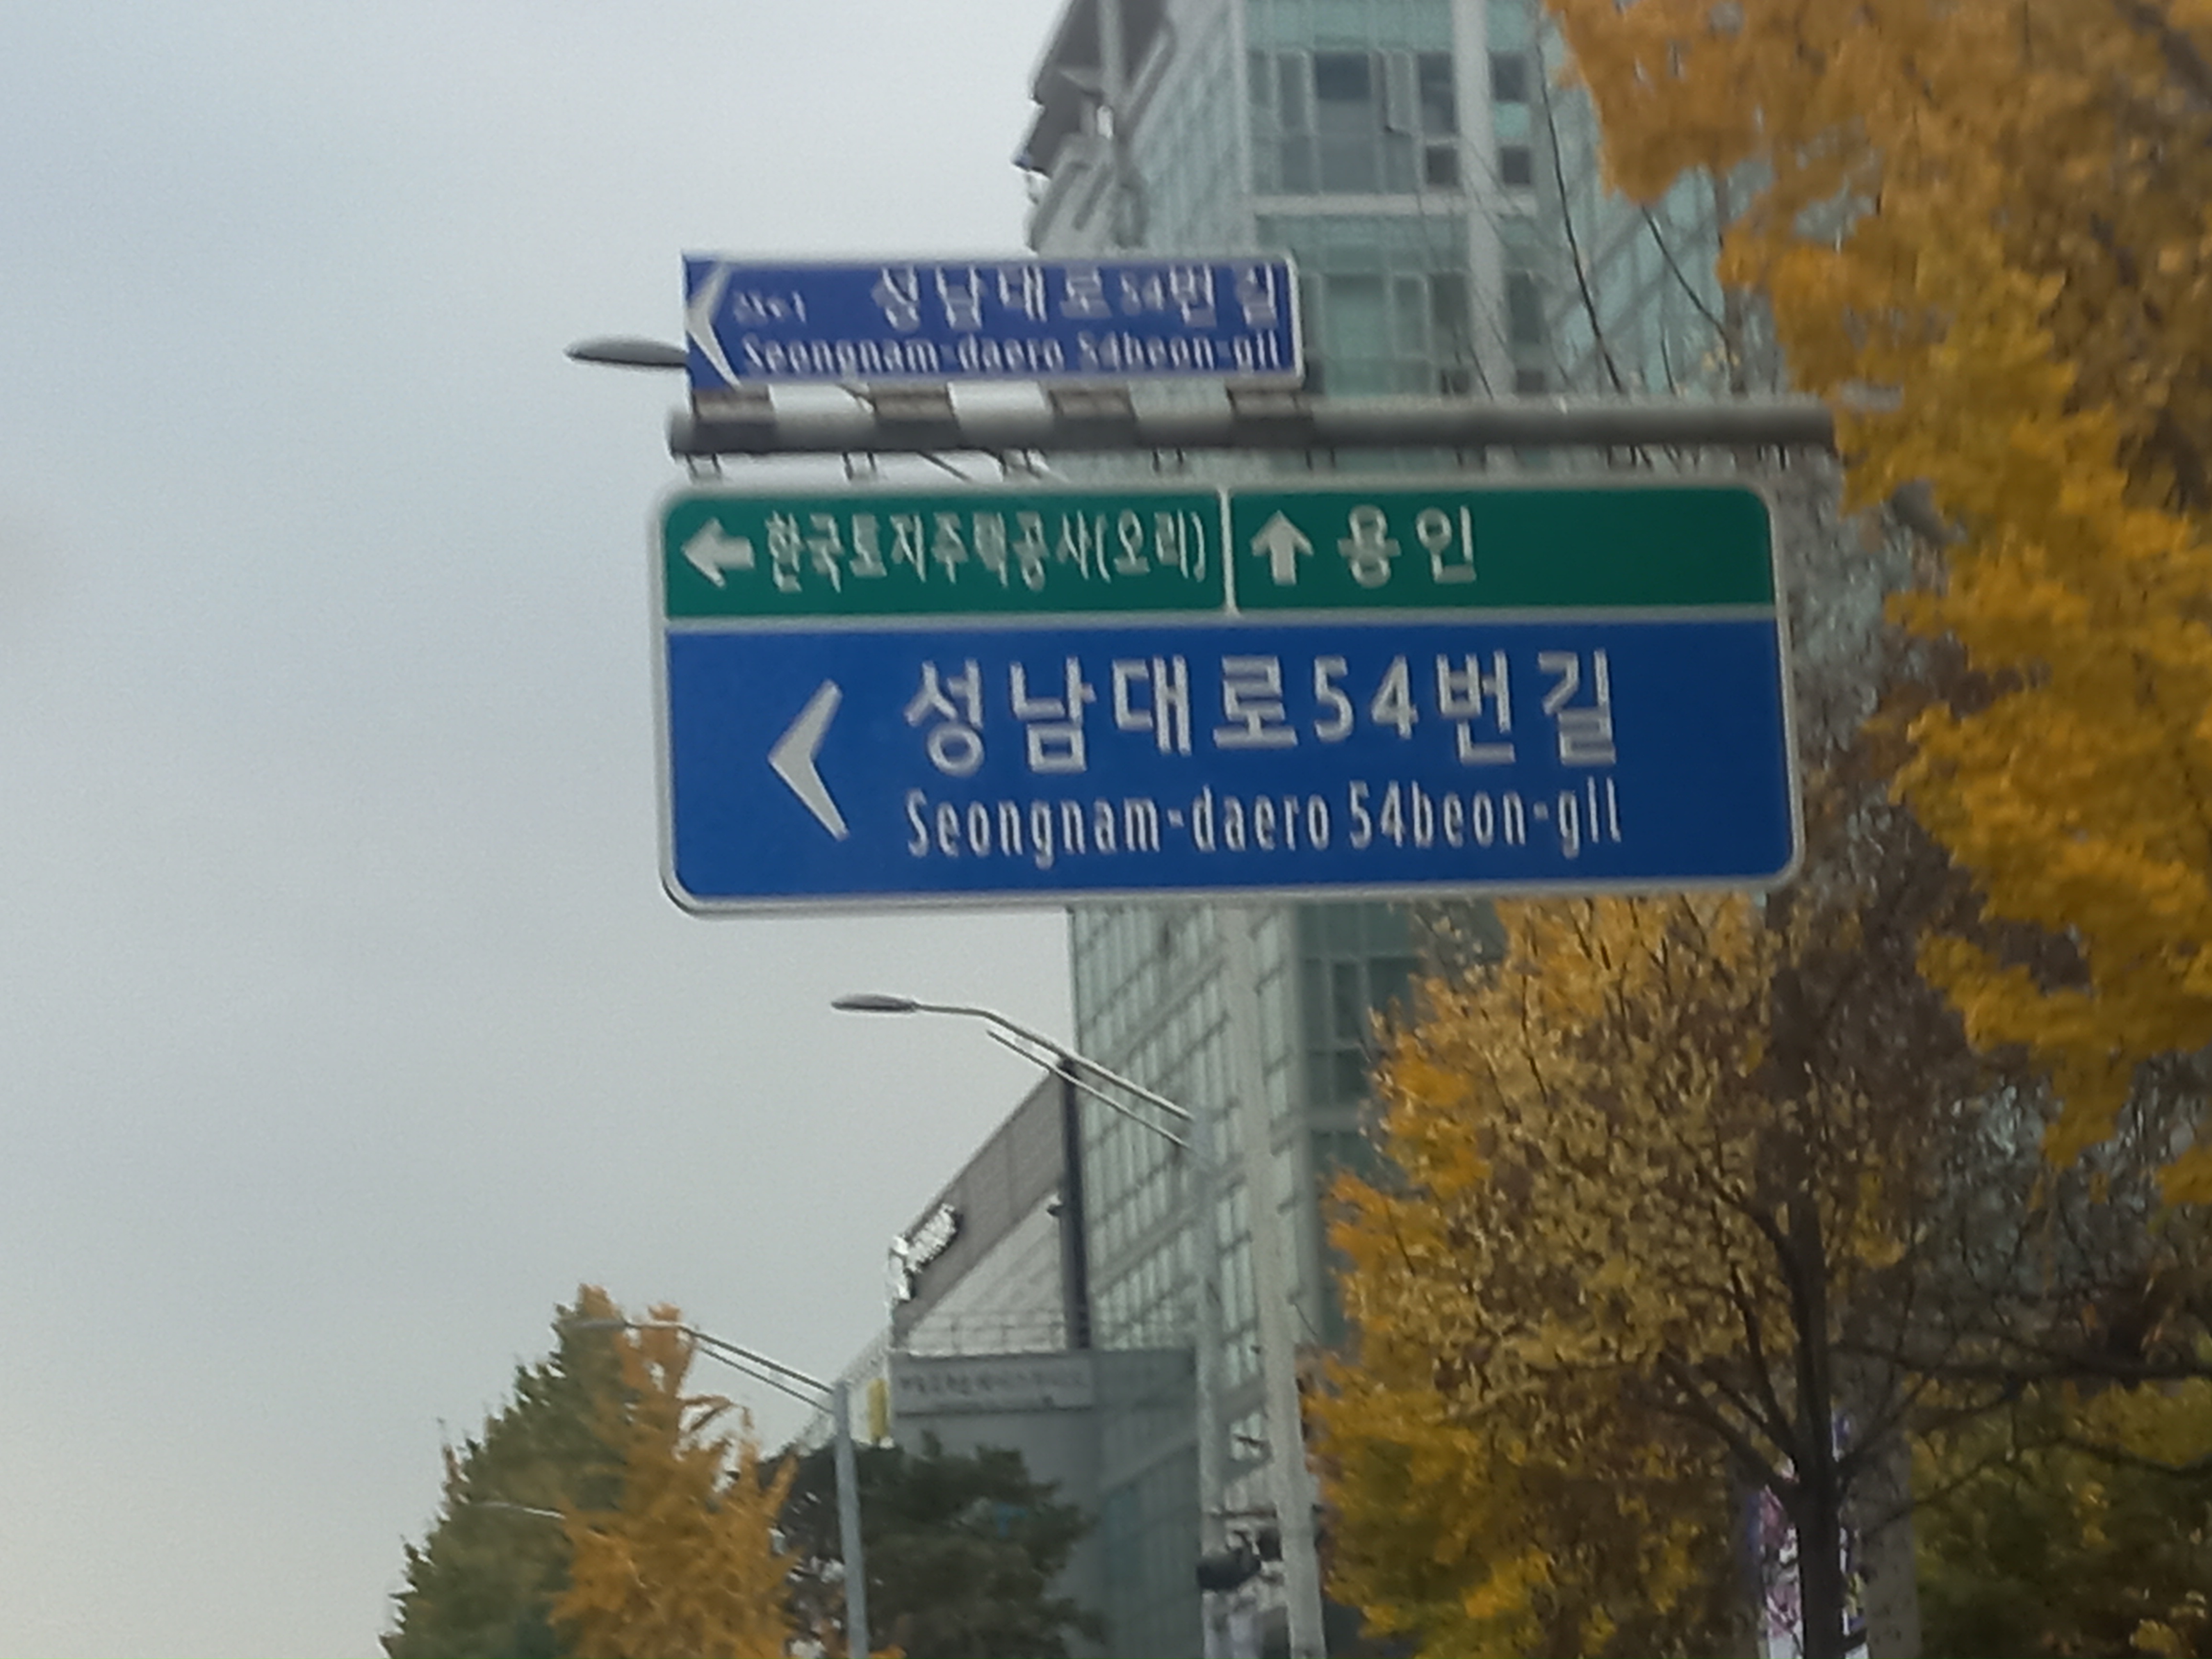 성남대로54번길
Seongnam-daero 54beon-gil
한국토지주택공사(오리)
용인
성남대로54번길
Seongnam-daero 54beon-gil